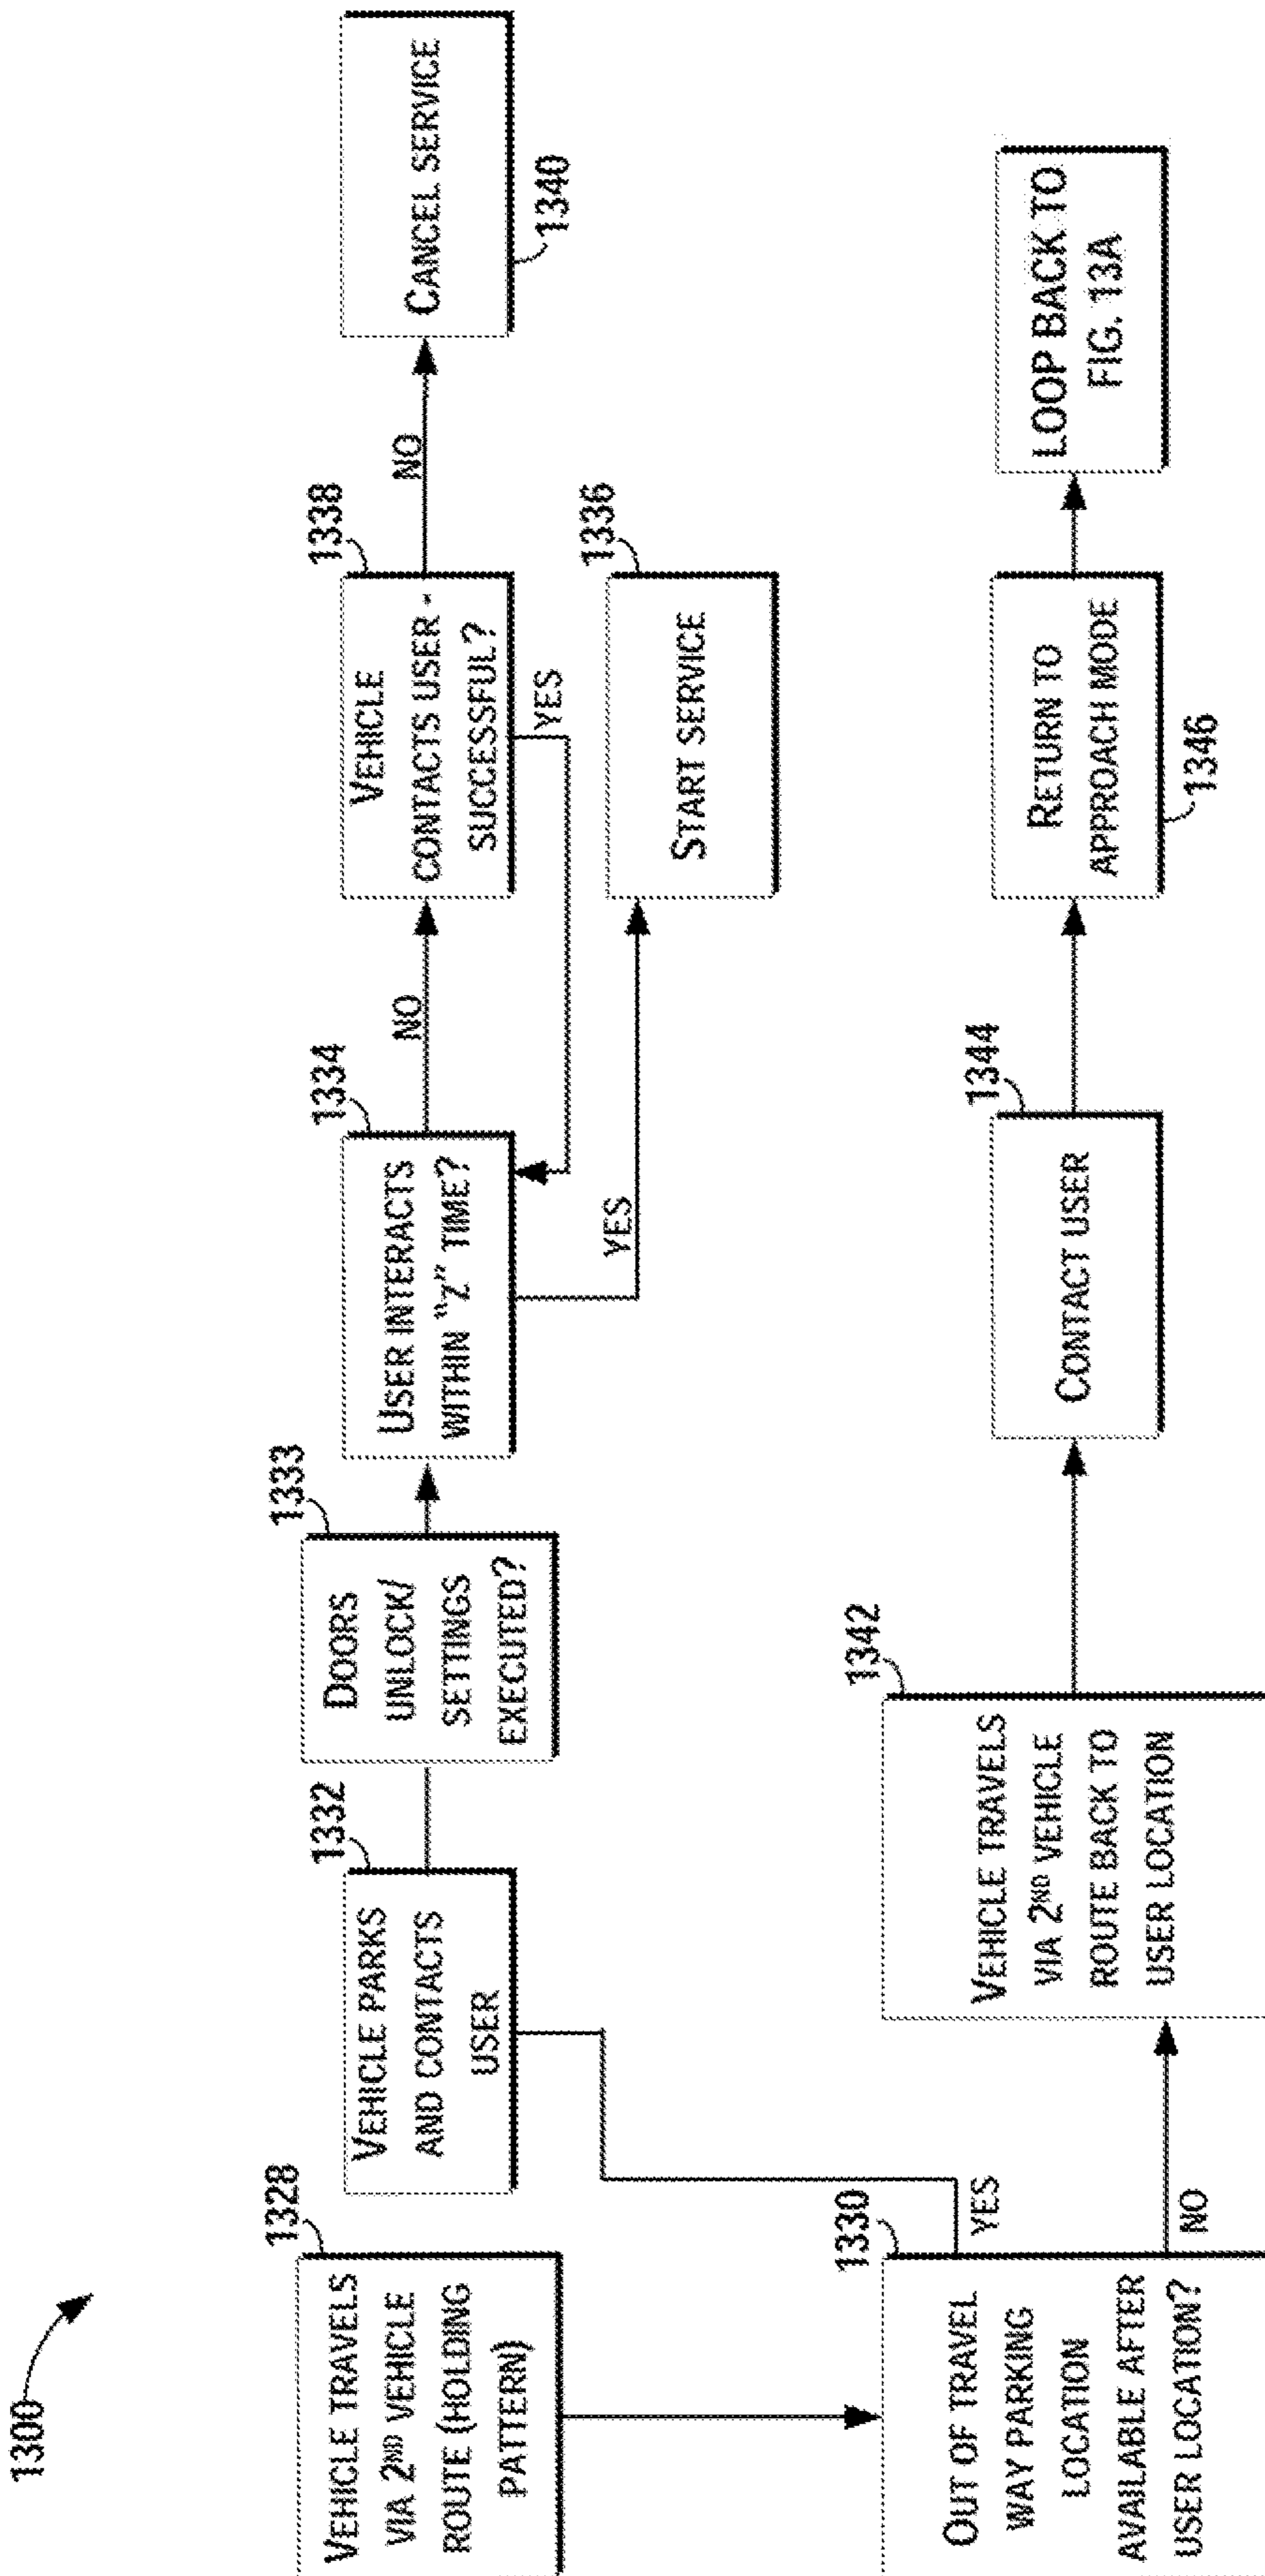 1300
1328
VEHICLE TRAVELS
VIA 2ND VEHICLE
ROUTE (HOLDING
PATTERN)
1330
OUT OF TRAVEL
WAY PARKING
LOCATION
AVAILABLE AFTER
USER LOCATION?
YES
NO
1332
VEHICLE PARKS
AND CONTACTS
USER
1333
DOORS
UNLOCK/
SETTINGS
EXECUTED?
1334
USER INTERACTS
WITHIN "Z" TIME?
NO
YES
1338
VEHICLE
CONTACTS USER -
SUCCESSFUL?
YES
NO
1336
START SERVICE
CANCEL SERVICE
1340
1342
VEHICLE TRAVELS
VIA 2ND VEHICLE
ROUTE BACK TO
USER LOCATION
1344
CONTACT USER
RETURN TO
APPROACH MODE
1346
LOOP BACK TO
FIG. 13A